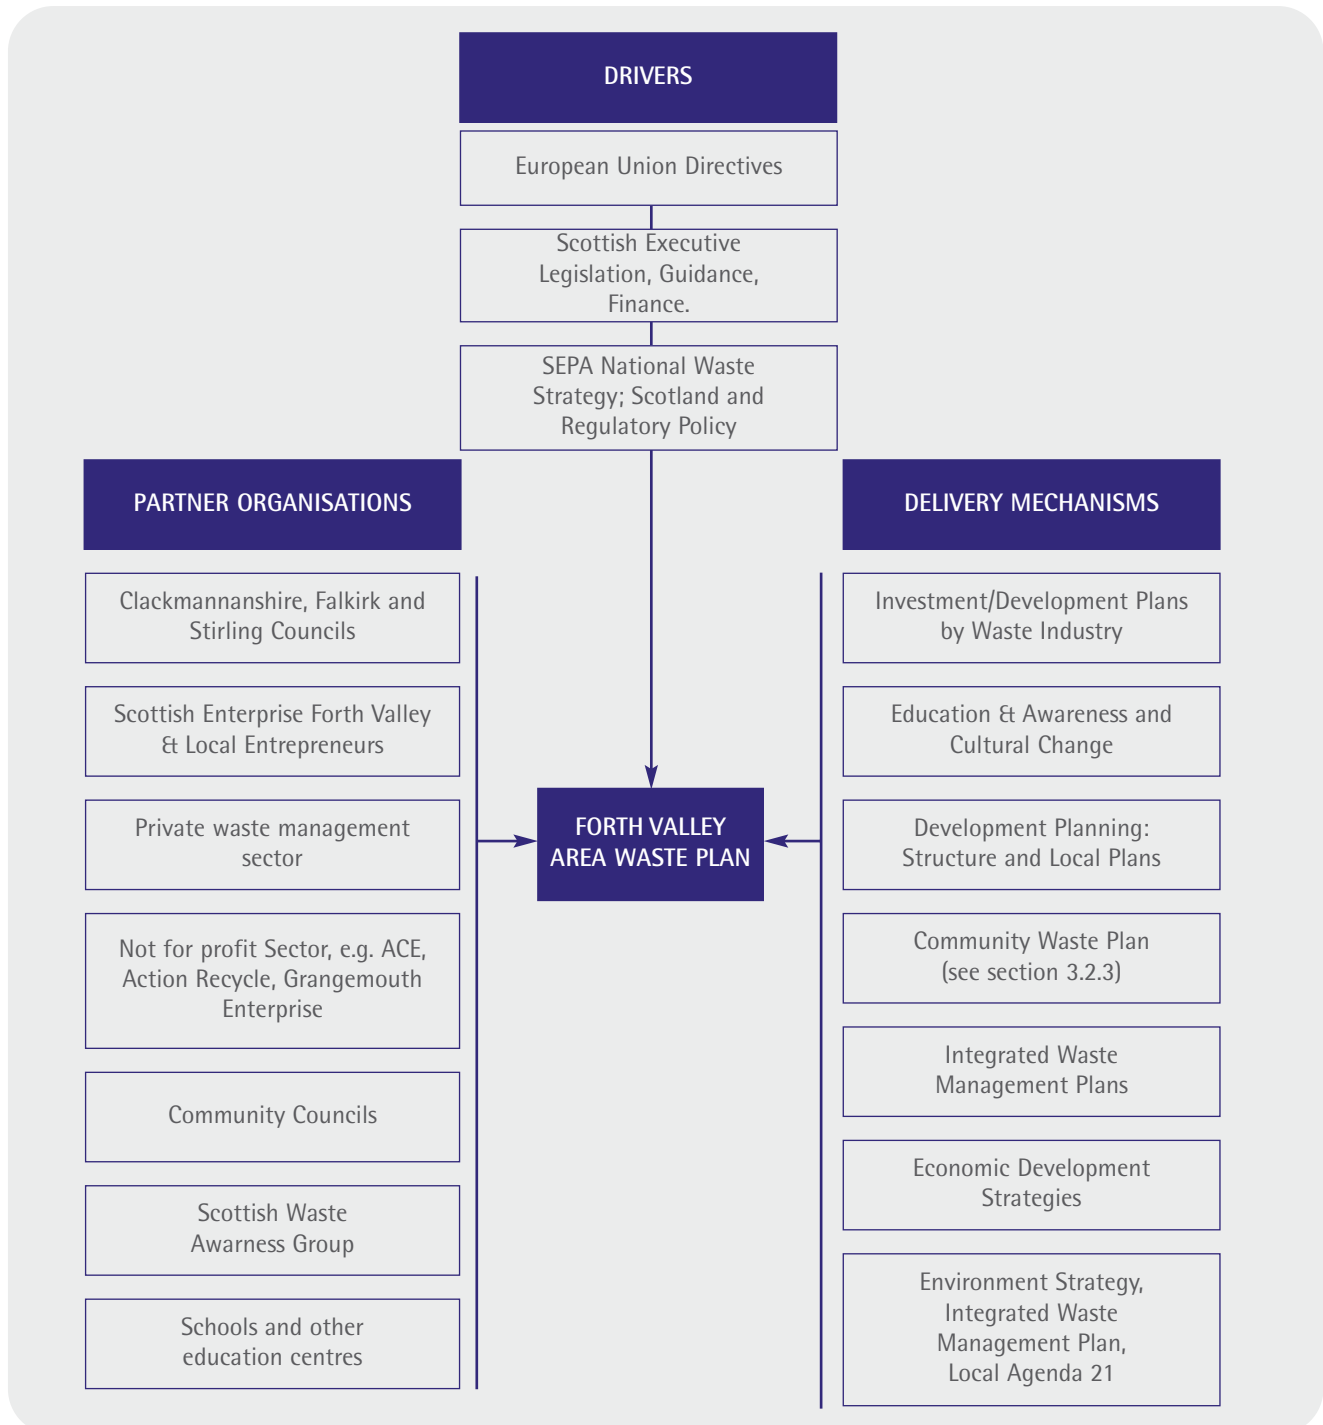 DRIVERS
European Union Directives
Scottish Executive
Legislation, Guidance,
Finance.
SEPA National Waste
Strategy; Scotland and
Regulatory Policy
PARTNER ORGANISATIONS
Clackmannanshire, Falkirk and
Stirling Councils
Scottish Enterprise Forth Valley
& Local Entrepreneurs
Private waste management
sector
Not for profit Sector, e.g. ACE,
Action Recycle, Grangemouth
Enterprise
Community Councils
Scottish Waste
Awarness Group
Schools and other
education centres
FORTH VALLEY
AREA WASTE PLAN
DELIVERY MECHANISMS
Investment/Development Plans
by Waste Industry
Education & Awareness and
Cultural Change
Development Planning:
Structure and Local Plans
Community Waste Plan
(see section 3.2.3)
Integrated Waste
Management Plans
Economic Development
Strategies
Environment Strategy,
Integrated Waste
Management Plan,
Local Agenda 21